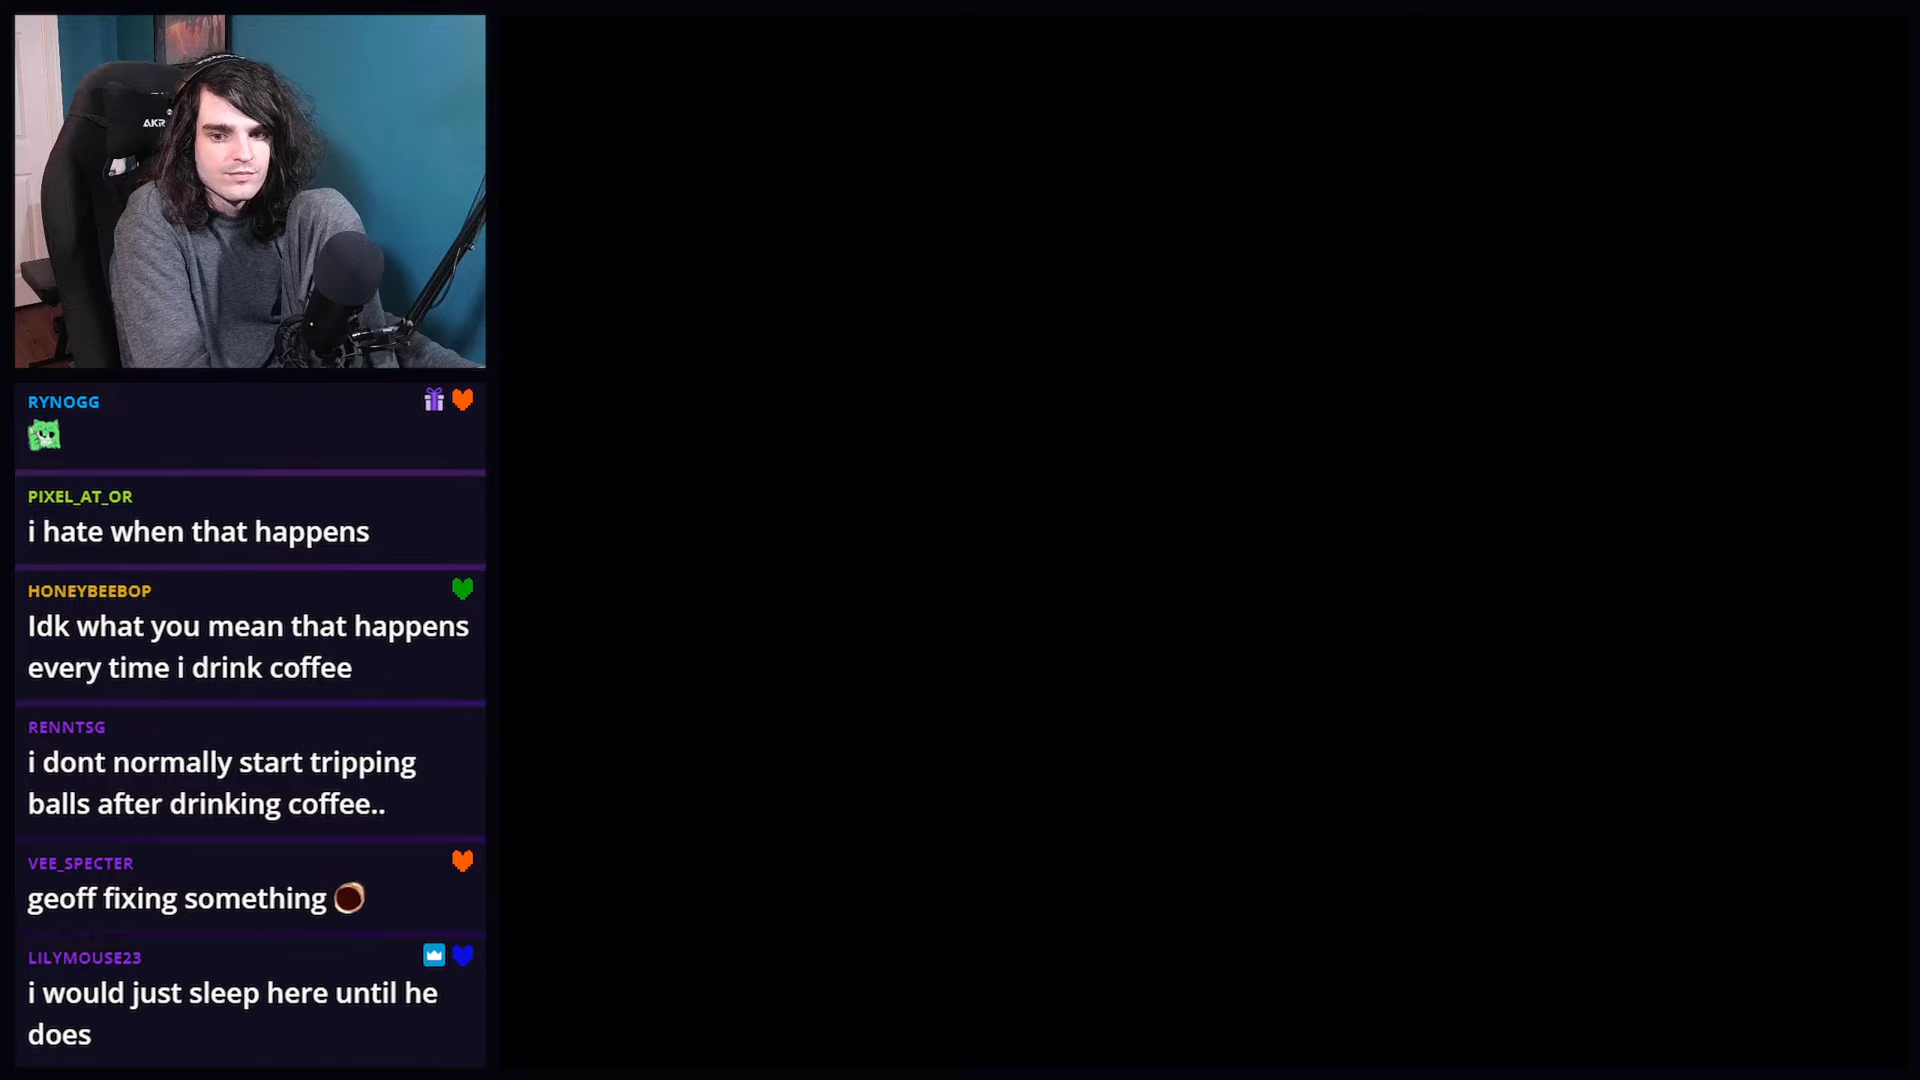 AKR
RYNOGG
PIXEL_AT_OR
i hate when that happens
HONEYBEEBOP
Idk what you mean that happens
every time i drink coffee
RENNTSG
i dont normally start tripping
balls after drinking coffee..
VEE_SPECTER
geoff fixing something
LILYMOUSE23
i would just sleep here until he
does